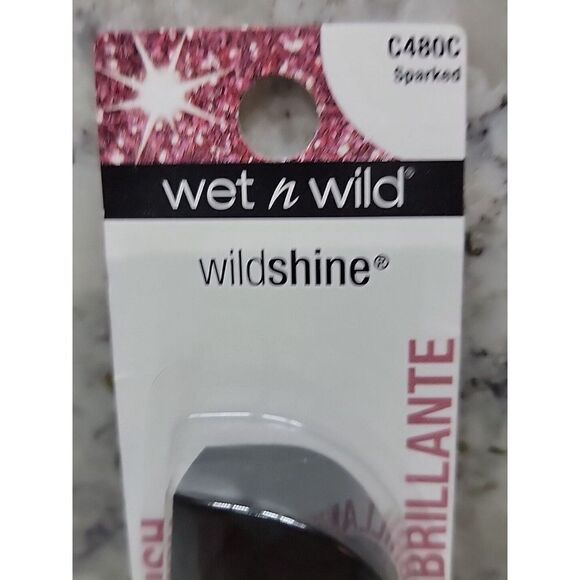 C480C
Sparked
wet n wild®
wildshine®
BRILLANTE